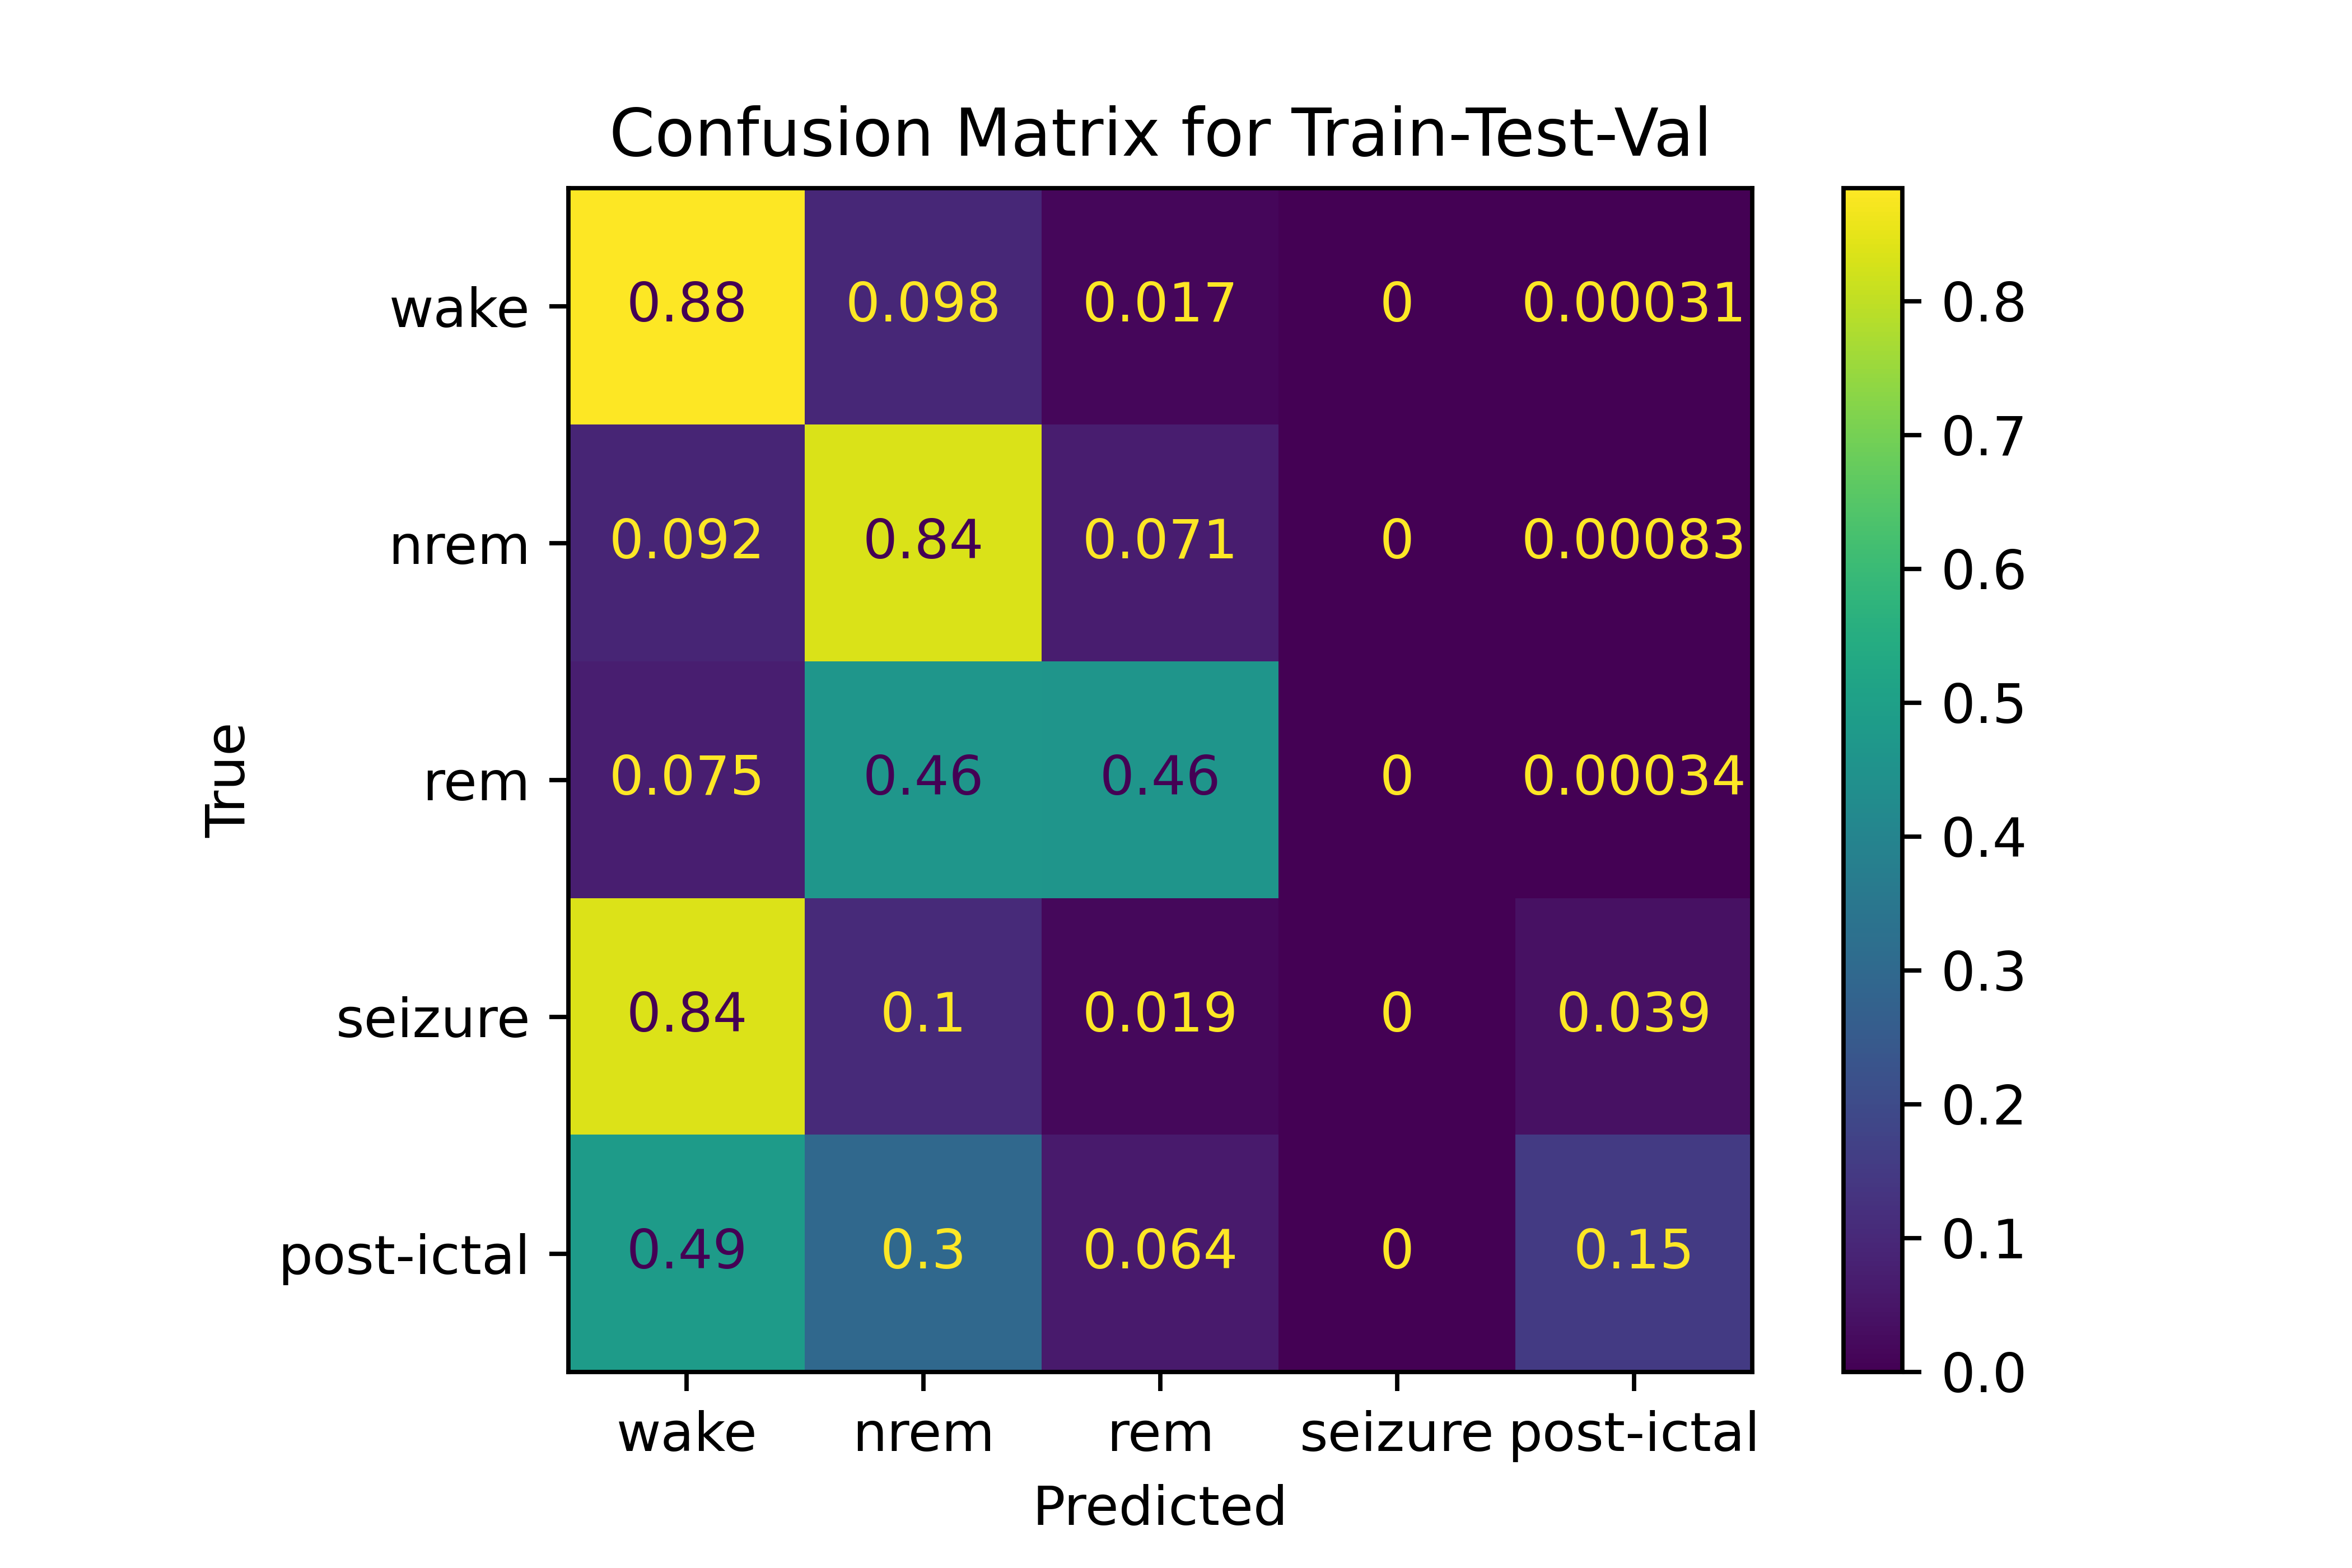 Confusion Matrix for Train-Test-Val
wake 0.88 0.098 0.017 0 0.00031
nrem 0.092 0.84 0.071 0 0.00083
rem 0.075 0.46 0.46 0 0.00034
seizure 0.84 0.1 0.019 0 0.039
post-ictal 0.49 0.3 0.064 0 0.15
wake nrem rem seizure post-ictal
Predicted
True
0.8
0.7
0.6
0.5
0.4
0.3
0.2
0.1
0.0